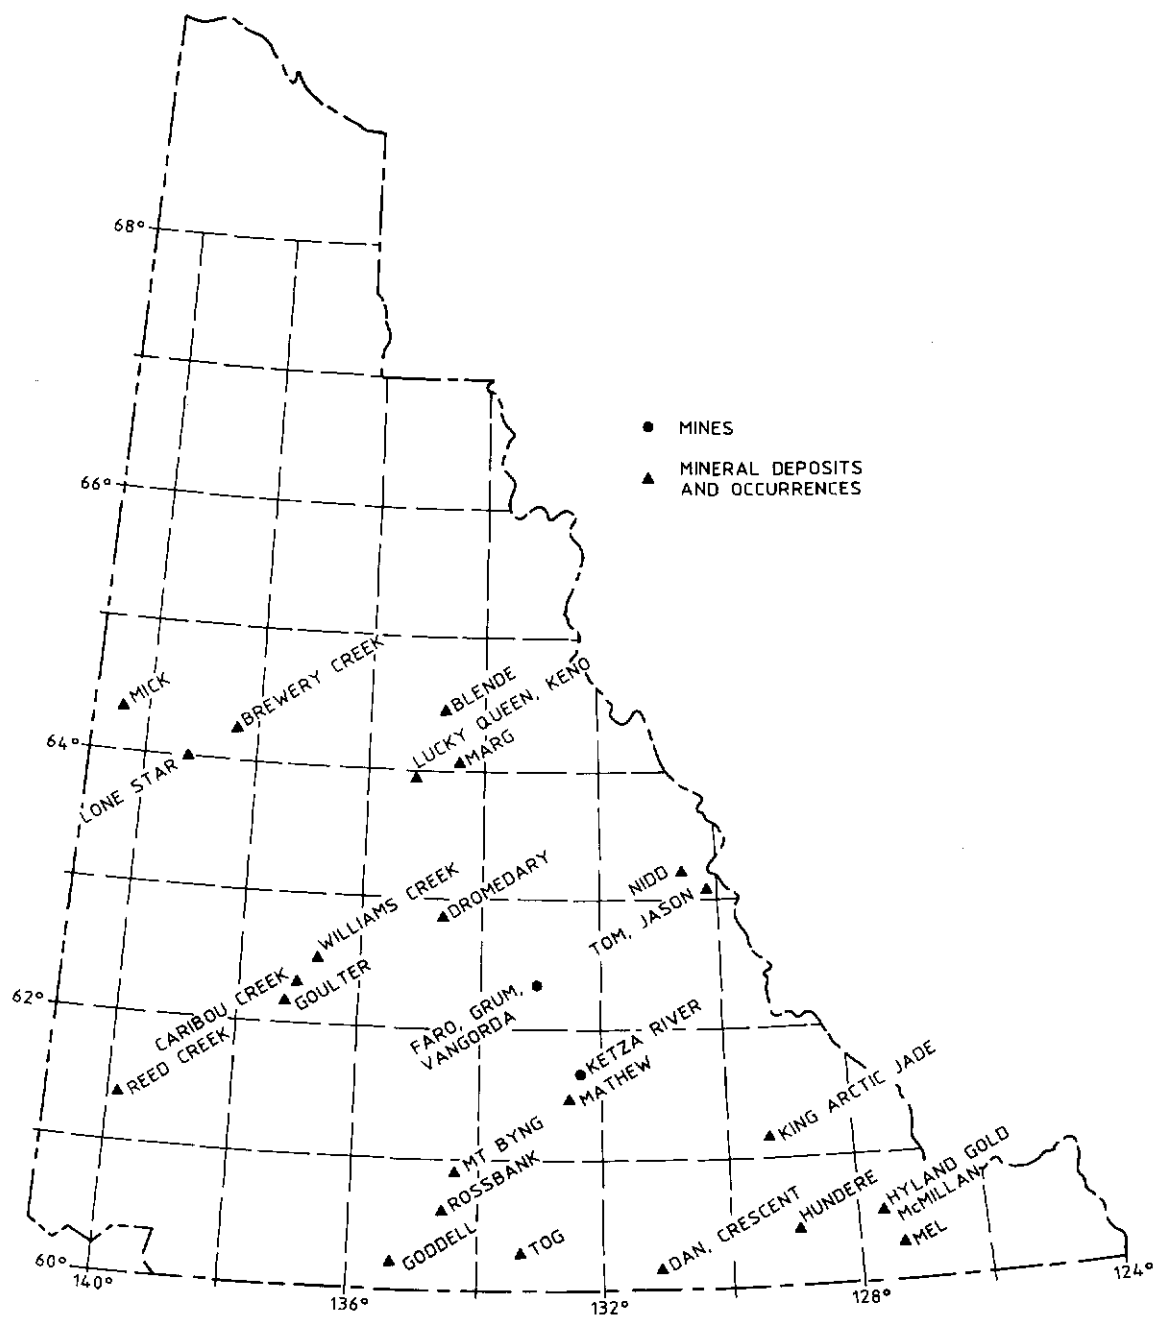 68°
MINES
MINERAL DEPOSITS
AND OCCURRENCES
66°
MICK
BREWERY CREEK
BLENDE
LUCKY QUEEN, KENO
MARG
64°
LONE STAR
NIDD
TOM, JASON
WILLIAMS CREEK
DROMEDARY
CARIBOU CREEK
GOULTER
62°
REED CREEK
FARO, GRUM,
VANGORDA
KETZA RIVER
MATHEW
KING ARCTIC JADE
MT BYNG
ROSSBANK
GODDELL
TOG
DAN, CRESCENT
HUNDERE
HYLAND GOLD
McMILLAN
MEL
60°
140°
136°
132°
128°
124°